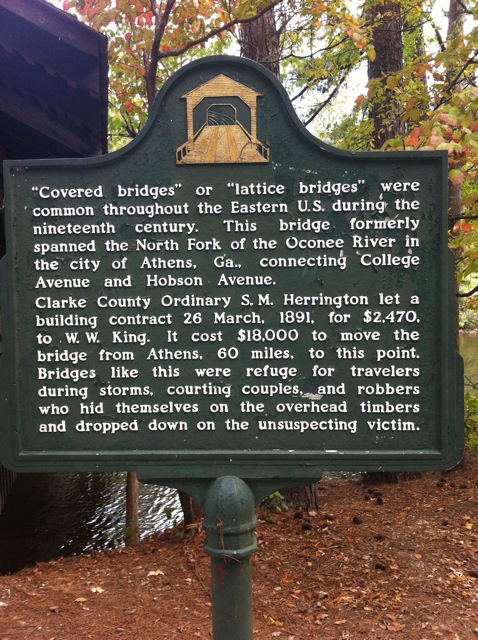 "Covered bridges" or "lattice bridges" were
common throughout the Eastern U.S. during the
nineteenth century. This bridge formerly
spanned the North Fork of the Oconee River in
the city of Athens, Ga., connecting College
Avenue and Hobson Avenue.
Clarke County Ordinary S.M. Herrington let a
building contract 26 March, 1891, for $2,470,
to W.W. King. It cost $18,000 to move the
bridge from Athens, 60 miles, to this point.
Bridges like this were refuge for travelers
during storms, courting couples, and robbers
who hid themselves on the overhead timbers
and dropped down on the unsuspecting victim.